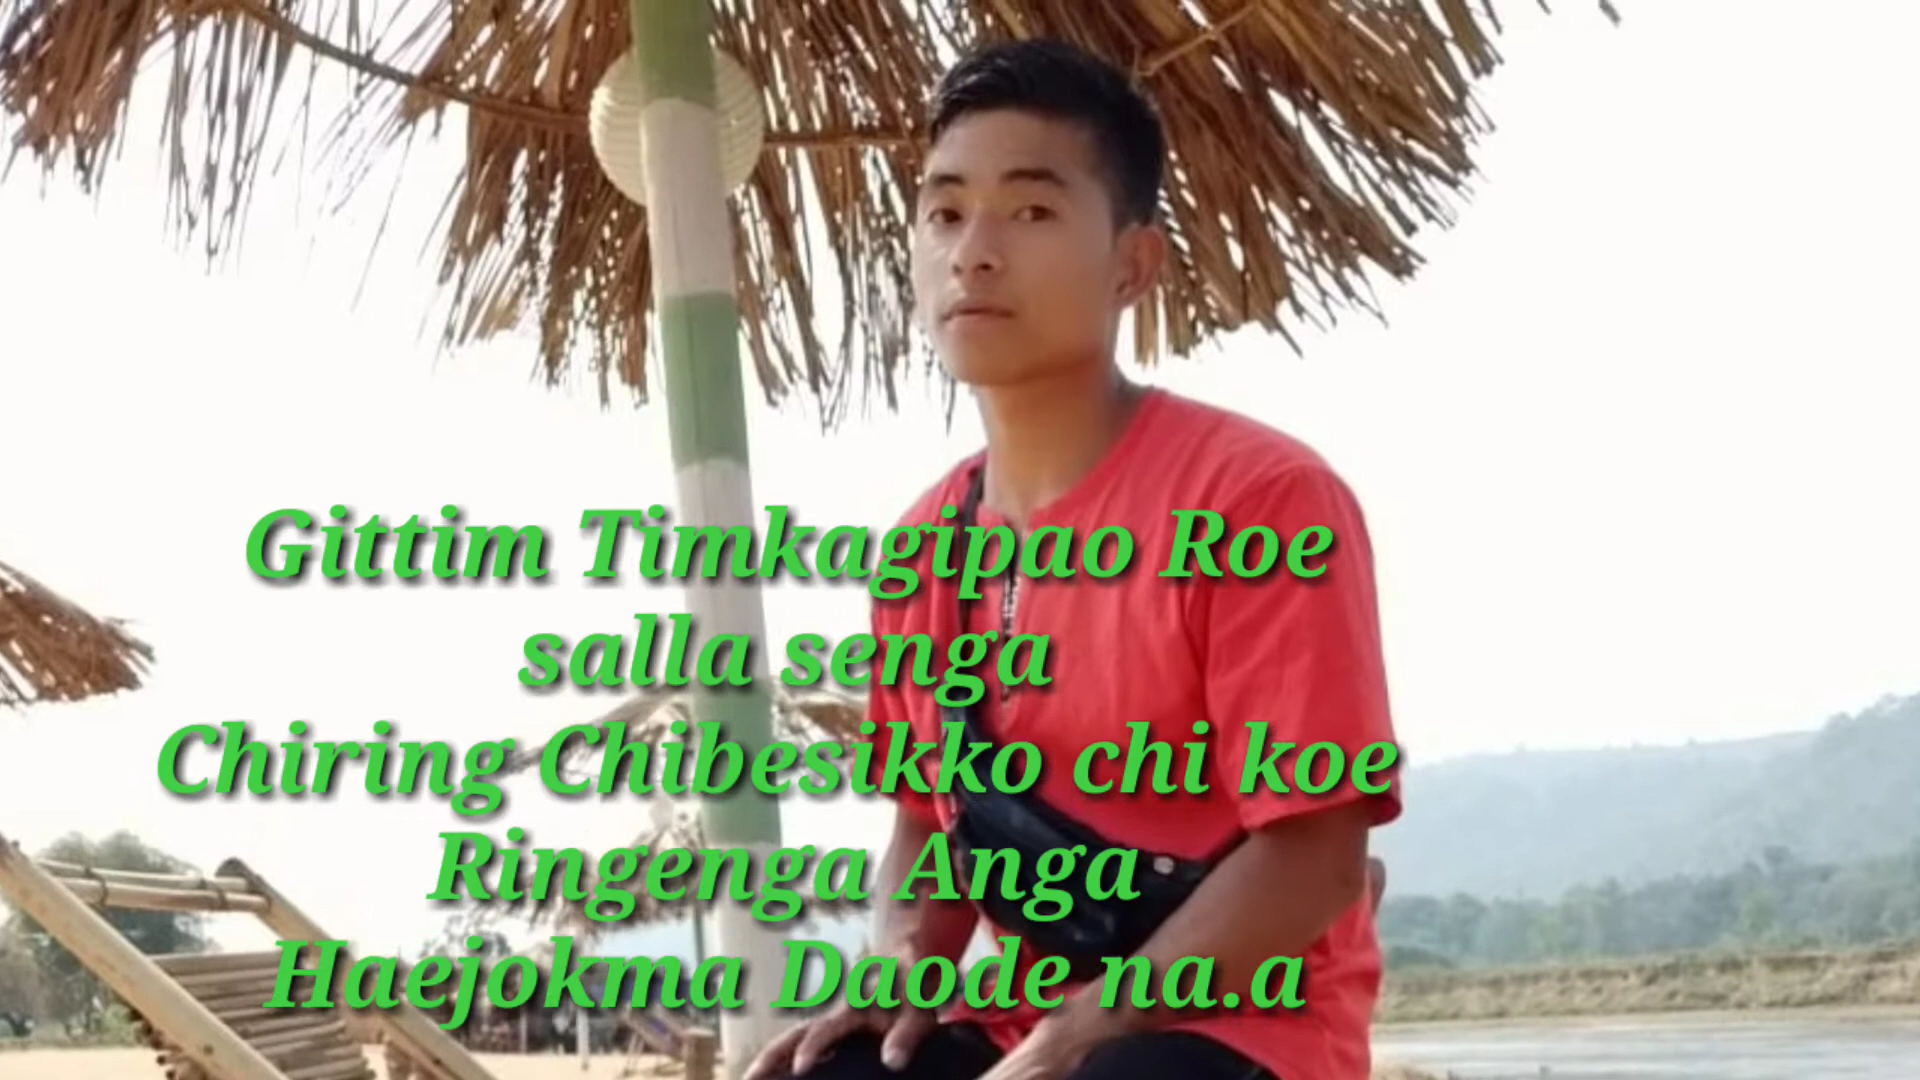 Gittim Timkagipao Roe
salla senga
Chiring Chibesikko chi koe
Ringenga Anga
Haejokma Daode na.a